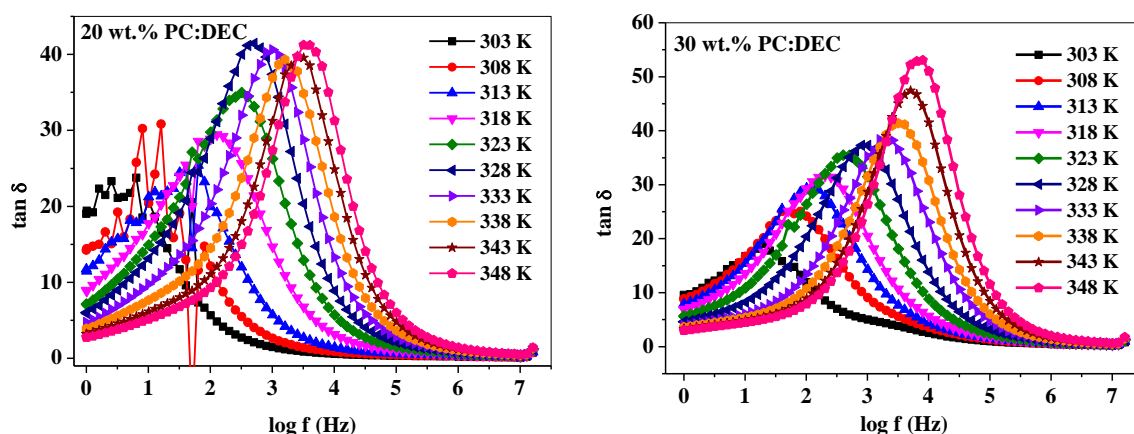 20 wt.% PC:DEC
303 K
308 K
313 K
318 K
323 K
328 K
333 K
338 K
343 K
348 K
40
30
20
10
0
tan δ
0 1 2 3 4 5 6 7
log f (Hz)
30 wt.% PC:DEC
303 K
308 K
313 K
318 K
323 K
328 K
333 K
338 K
343 K
348 K
60
50
40
30
20
10
0
tan δ
0 1 2 3 4 5 6 7
log f (Hz)